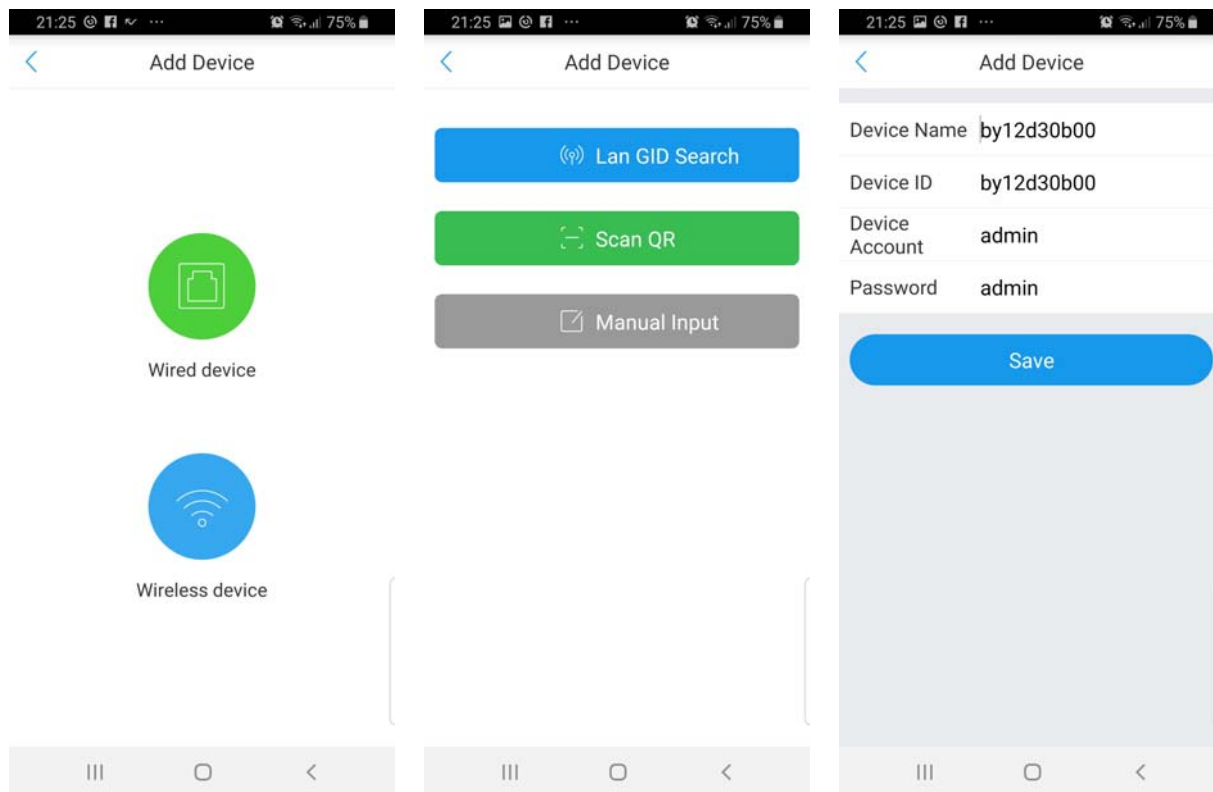 21:25 ... 75%
Add Device
Wired device
Wireless device
21:25 ... 75%
Add Device
Lan GID Search
Scan QR
Manual Input
21:25 ... 75%
Add Device
Device Name by12d30b00
Device ID by12d30b00
Device
Account admin
Password admin
Save